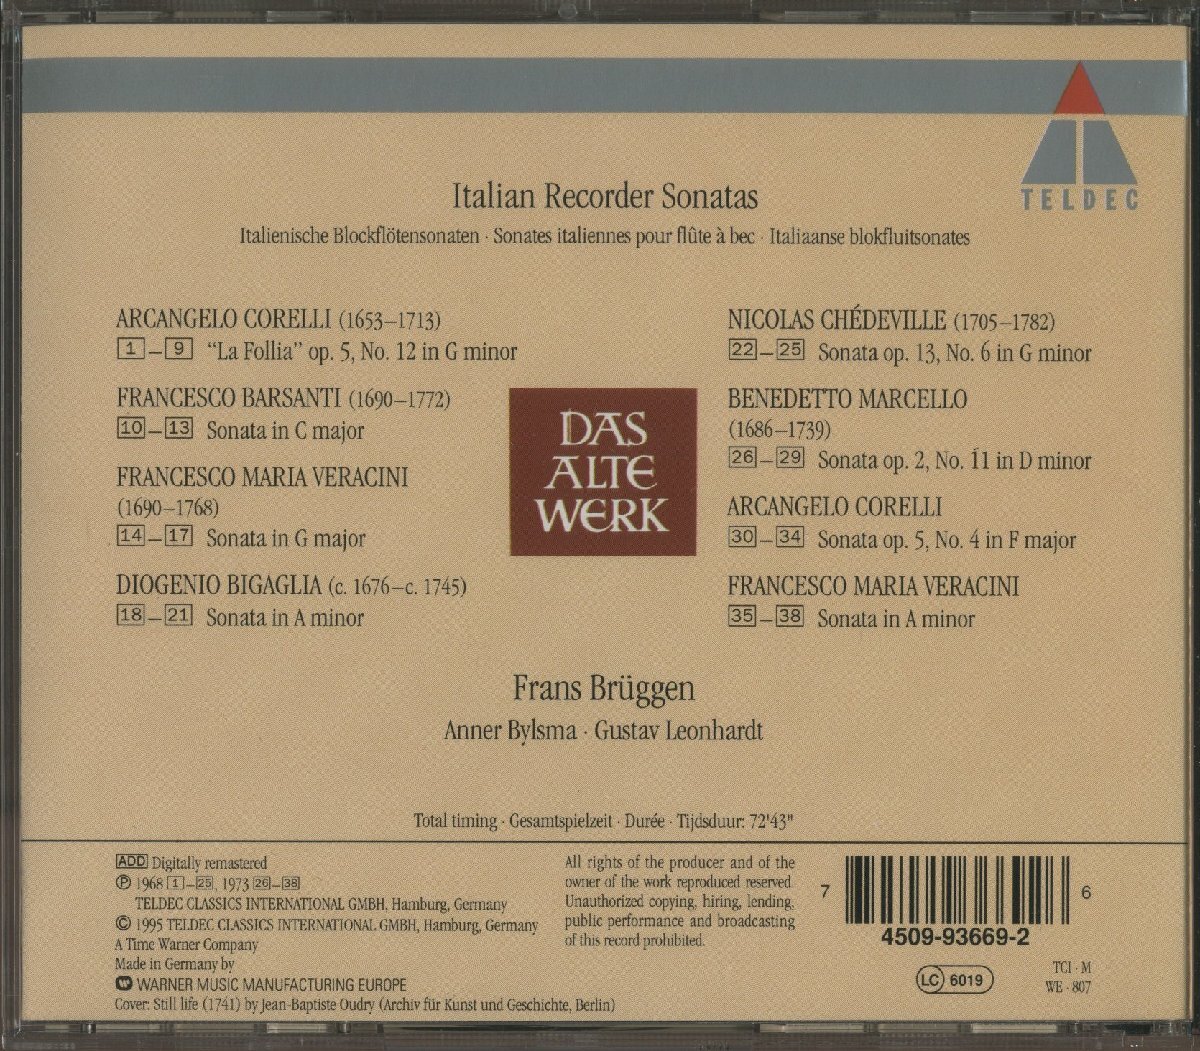 TELDEC
Italian Recorder Sonatas
Italienische Blockflötensonaten · Sonates italiennes pour flûte à bec · Italiaanse blokfluitsonates
ARCANGELO CORELLI (1653–1713)
1 – 9 “La Follia” op. 5, No. 12 in G minor
FRANCESCO BARSANTI (1690–1772)
10 – 13 Sonata in C major
FRANCESCO MARIA VERACINI
(1690–1768)
14 – 17 Sonata in G major
DIOGENIO BIGAGLIA (c. 1676–c. 1745)
18 – 21 Sonata in A minor
DAS
ALTE
WERK
NICOLAS CHÉDEVILLE (1705–1782)
22 – 25 Sonata op. 13, No. 6 in G minor
BENEDETTO MARCELLO
(1686–1739)
26 – 29 Sonata op. 2, No. 11 in D minor
ARCANGELO CORELLI
30 – 34 Sonata op. 5, No. 4 in F major
FRANCESCO MARIA VERACINI
35 – 38 Sonata in A minor
Frans Brüggen
Anner Bylsma · Gustav Leonhardt
Total timing · Gesamtspielzeit · Durée · Tijdsduur: 72'43"
ADD Digitally remastered
℗ 1968 1 – 25, 1973 26 – 38
TELDEC CLASSICS INTERNATIONAL GMBH, Hamburg, Germany
© 1995 TELDEC CLASSICS INTERNATIONAL GMBH, Hamburg, Germany
A Time Warner Company
Made in Germany by
WARNER MUSIC MANUFACTURING EUROPE
Cover: Still life (1741) by Jean-Baptiste Oudry (Archiv für Kunst und Geschichte, Berlin)
All rights of the producer and of the
owner of the work reproduced reserved.
Unauthorized copying, hiring, lending,
public performance and broadcasting
of this record prohibited.
7 6
4509-93669-2
LC 6019
TCI · M
WE · 807